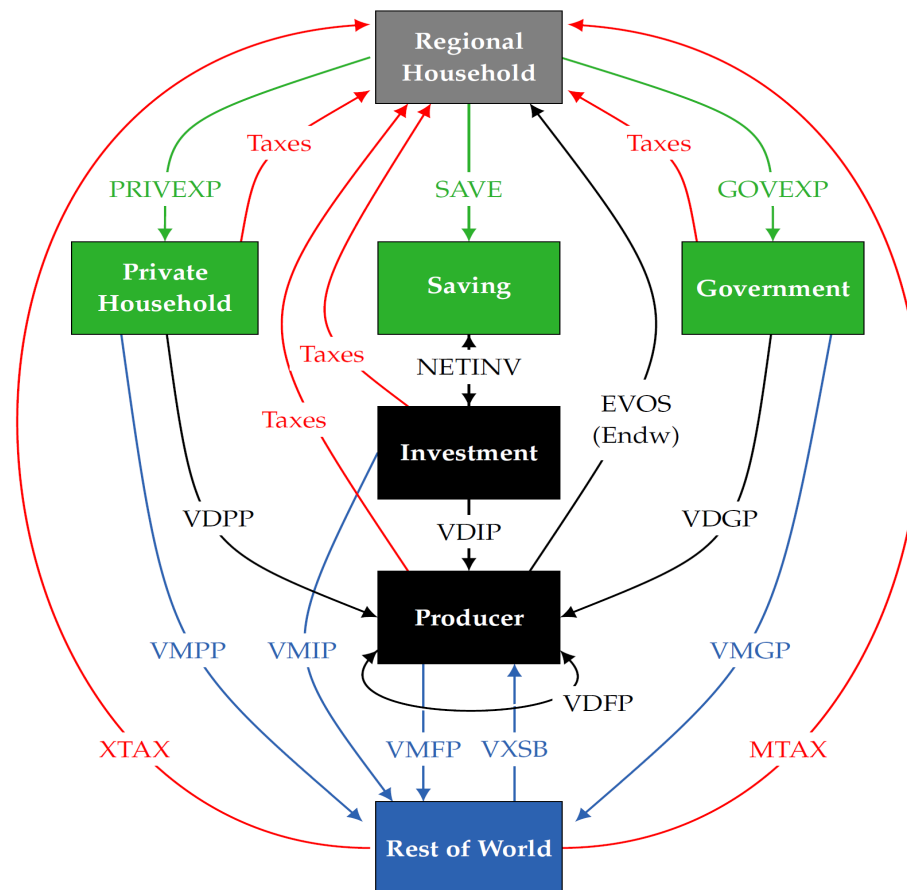 Regional
Household
Taxes
Taxes
PRIVEXP
SAVE
GOVEXP
Private
Household
Saving
Government
Taxes
NETINV
Taxes
EVOS
(Endw)
Investment
VDPP
VDIP
VDGP
Producer
VMPP
VMIP
VMGP
VDFP
XTAX
VMFP
VXSB
MTAX
Rest of World